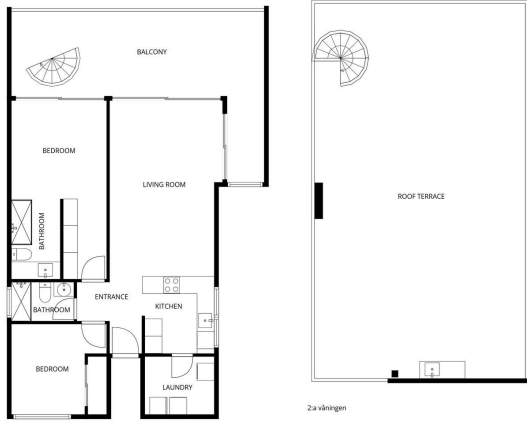 BALCONY
BEDROOM
LIVING ROOM
BATHROOM
ENTRANCE
KITCHEN
BATHROOM
BEDROOM
LAUNDRY
ROOF TERRACE
2:a våningen